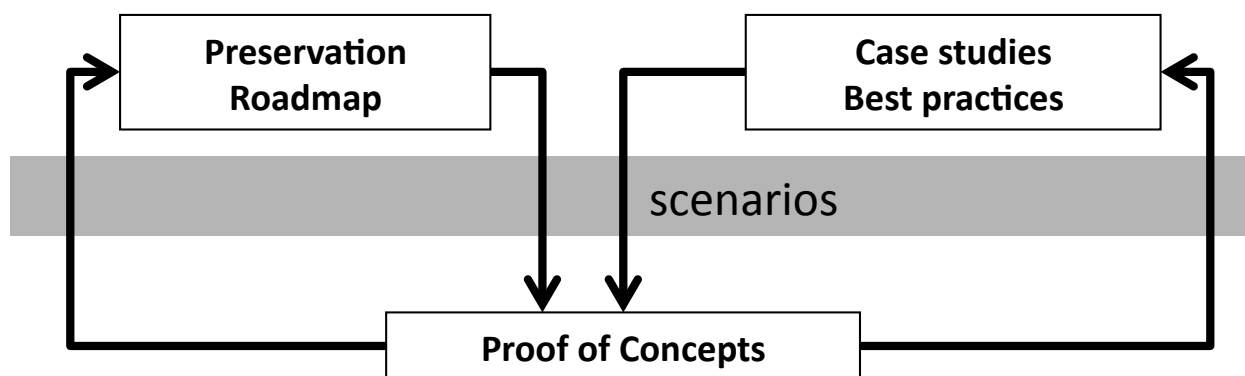 Preservation
Roadmap
Case studies
Best practices
scenarios
Proof of Concepts